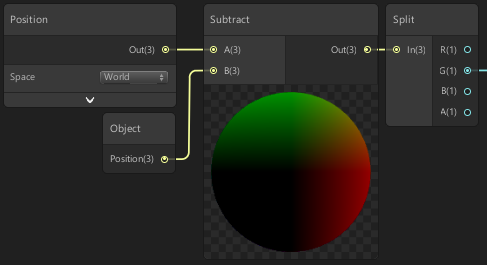 Position
Out(3)
Space
World
Object
Position(3)
Subtract
A(3)
B(3)
Out(3)
Split
In(3)
R(1)
G(1)
B(1)
A(1)